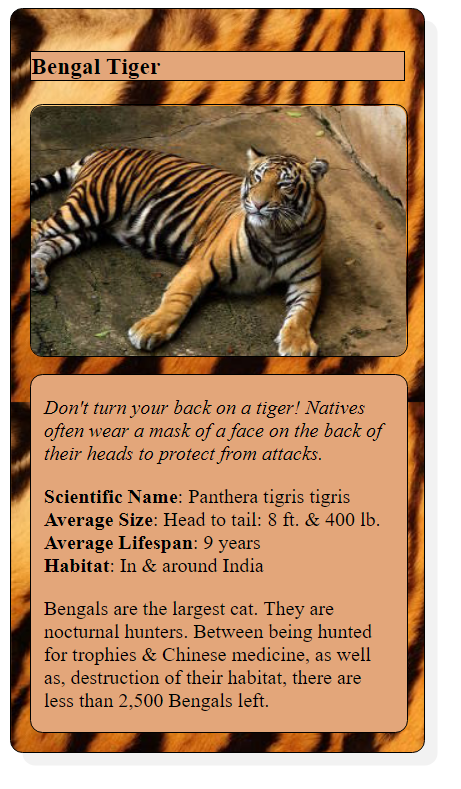 Bengal Tiger
Don't turn your back on a tiger! Natives
often wear a mask of a face on the back of
their heads to protect from attacks.
Scientific Name: Panthera tigris tigris
Average Size: Head to tail: 8 ft. & 400 lb.
Average Lifespan: 9 years
Habitat: In & around India
Bengals are the largest cat. They are
nocturnal hunters. Between being hunted
for trophies & Chinese medicine, as well
as, destruction of their habitat, there are
less than 2,500 Bengals left.